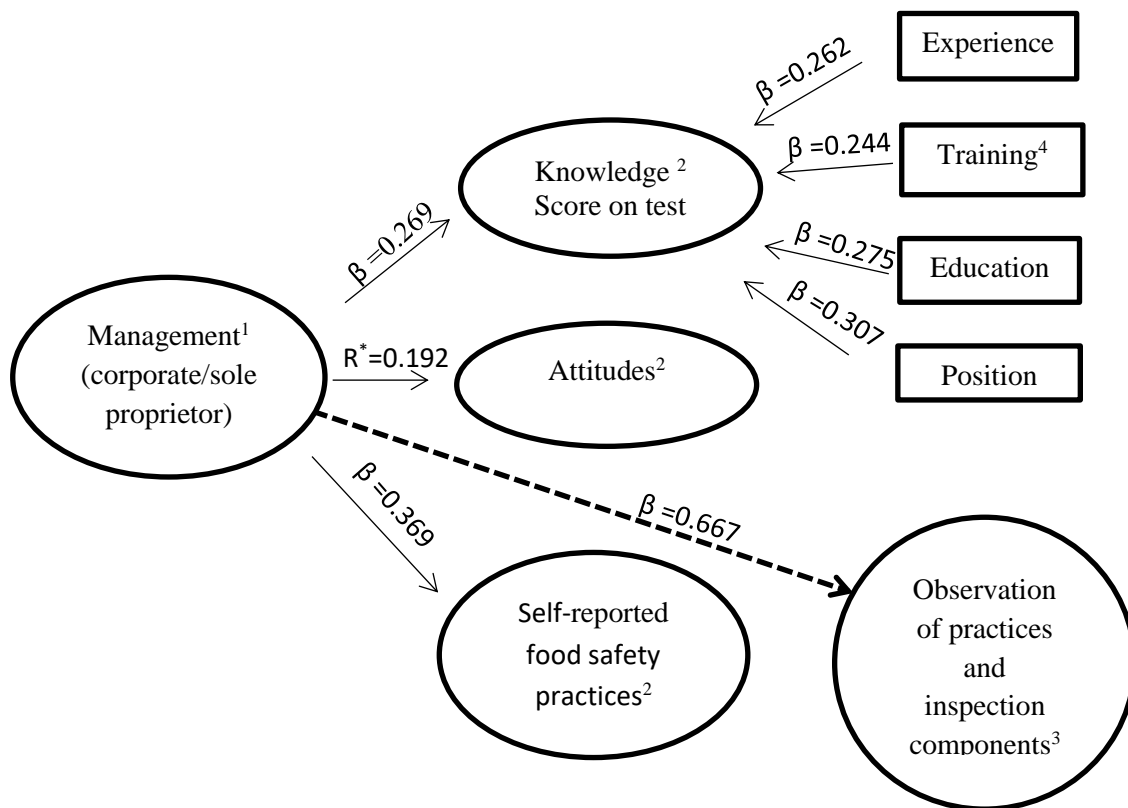 Experience
β =0.262
Training⁴
β =0.244
Knowledge ²
Score on test
β =0.269
Education
β =0.275
Position
β =0.307
Management¹
(corporate/sole
proprietor)
R*=0.192
Attitudes²
β =0.369
β =0.667
Self-reported
food safety
practices²
Observation
of practices
and
inspection
components³